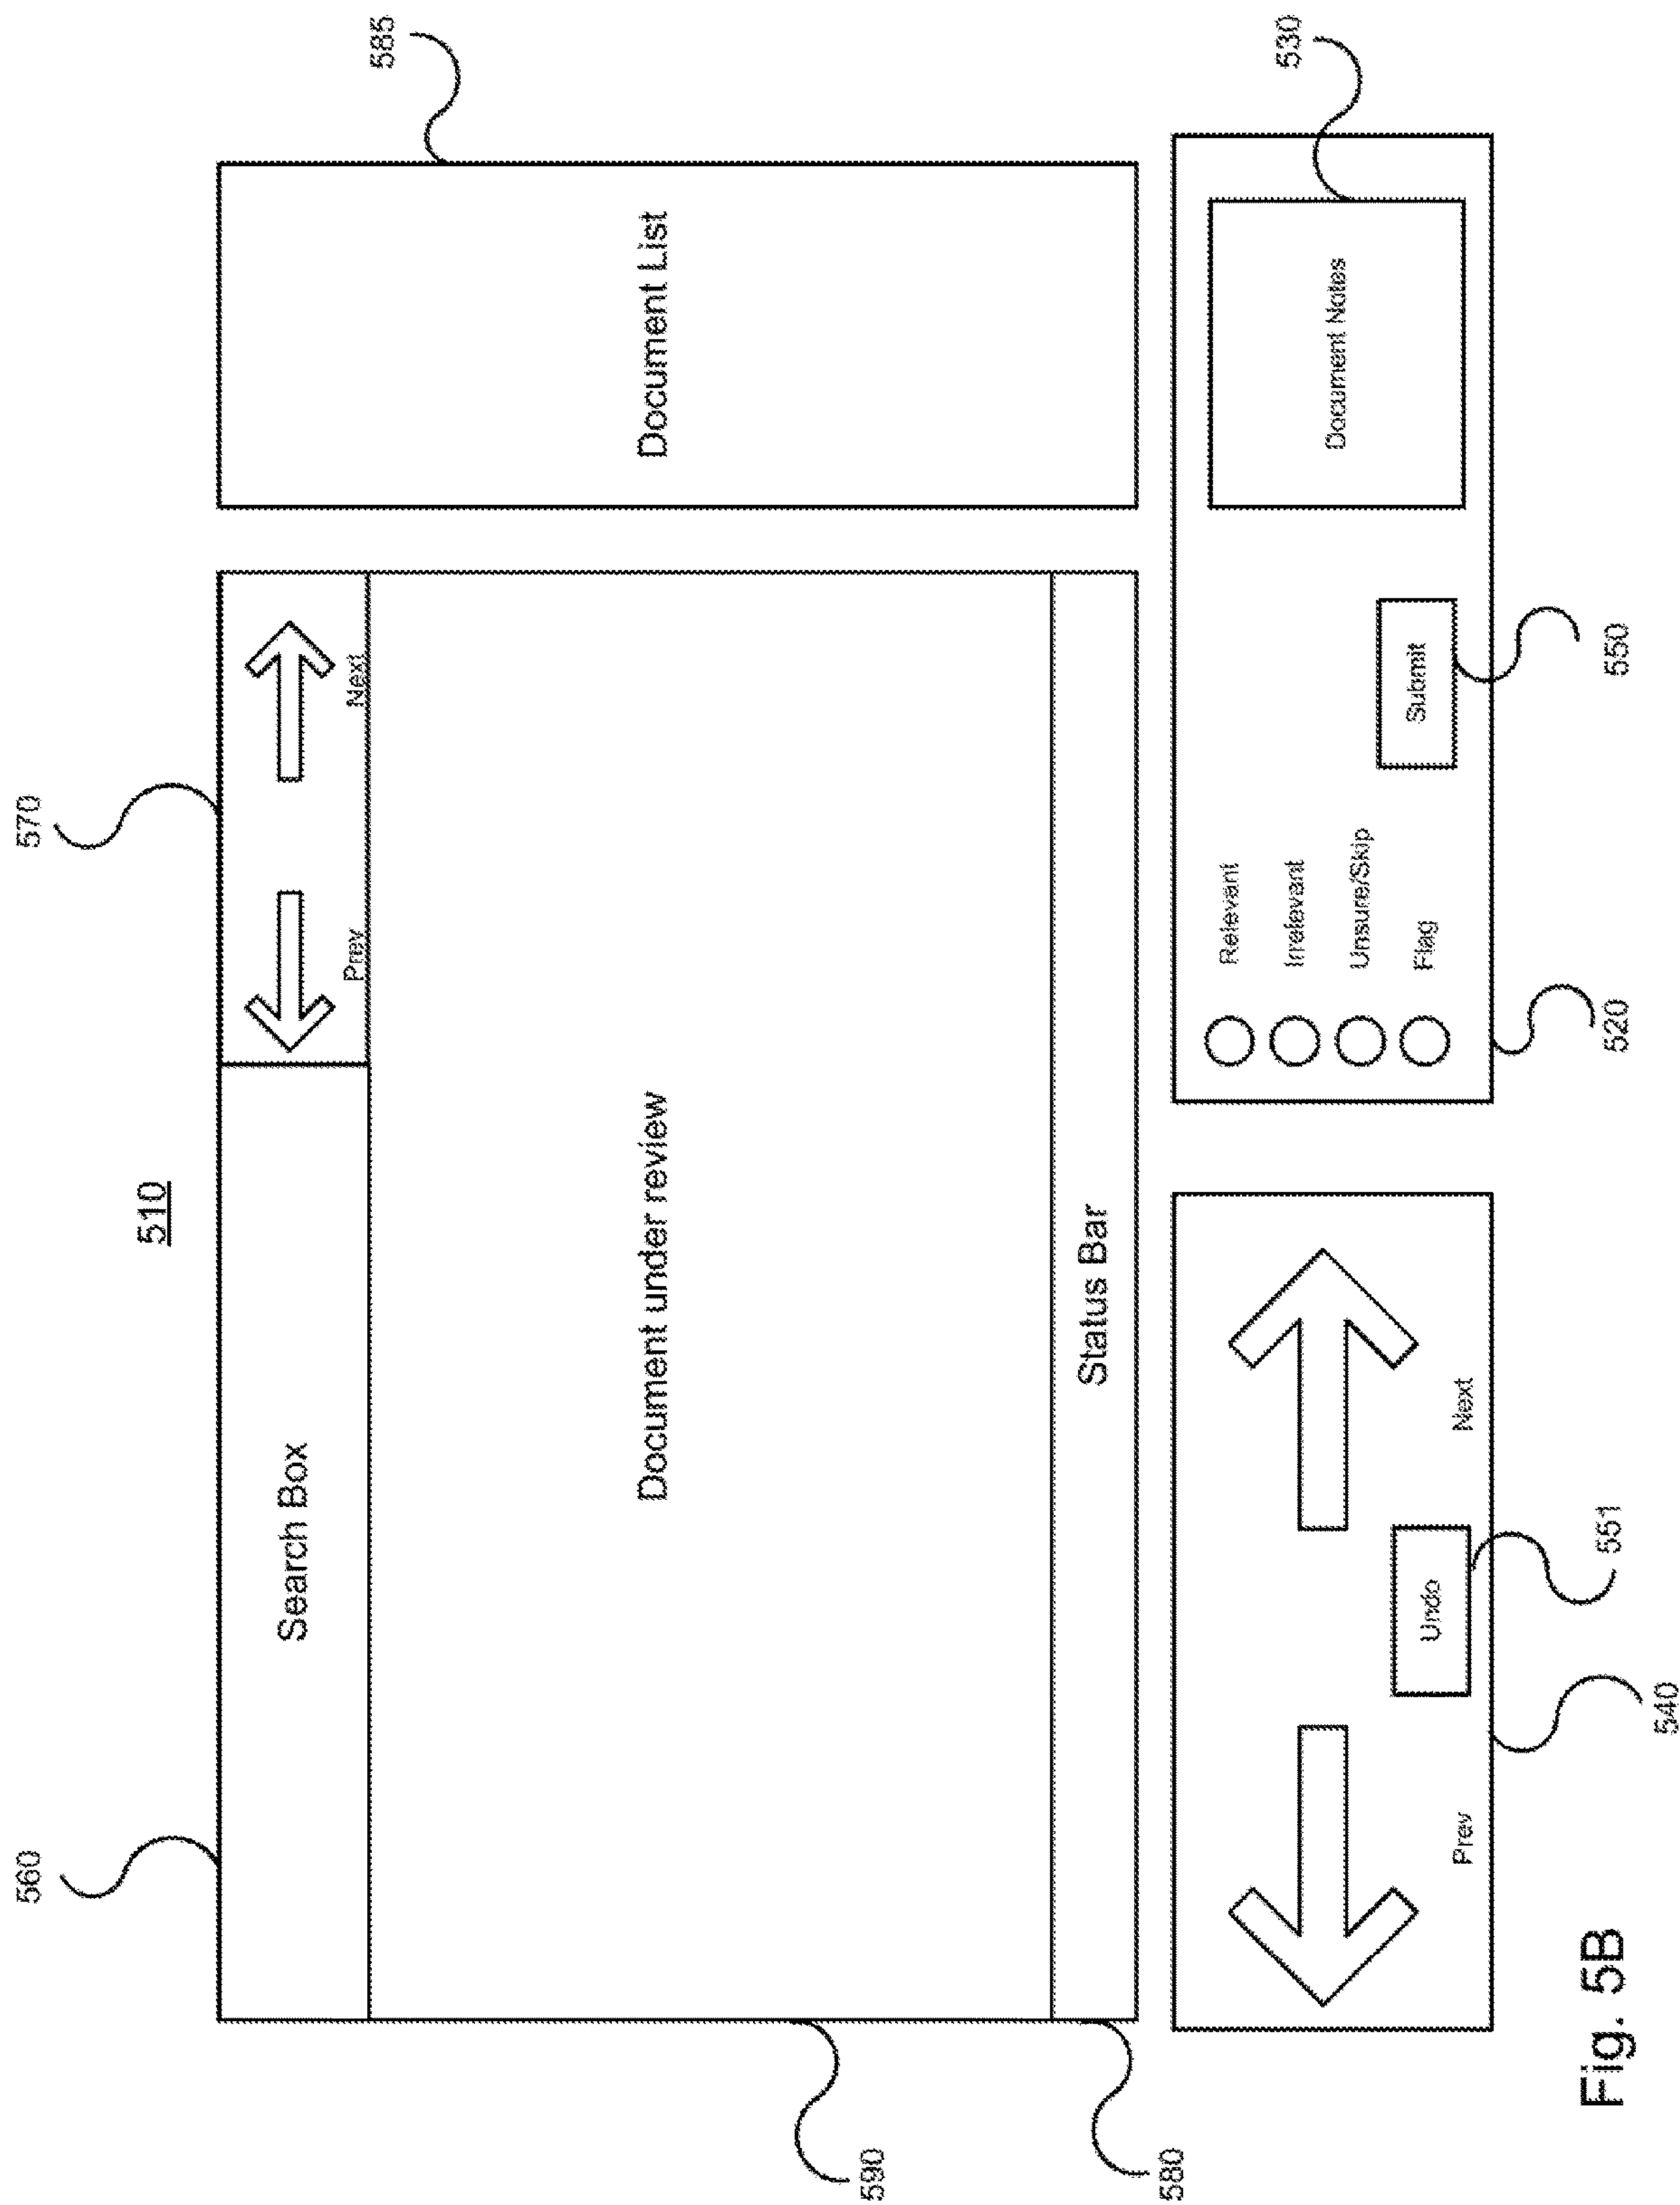 510
560
570
585
Search Box
Prev
Next
Document List
Document under review
590
Status Bar
580
Prev
Undo
Next
540
551
Relevant
Irrelevant
Unsure/Skip
Flag
Submit
Document Notes
520
550
530
Fig. 5B